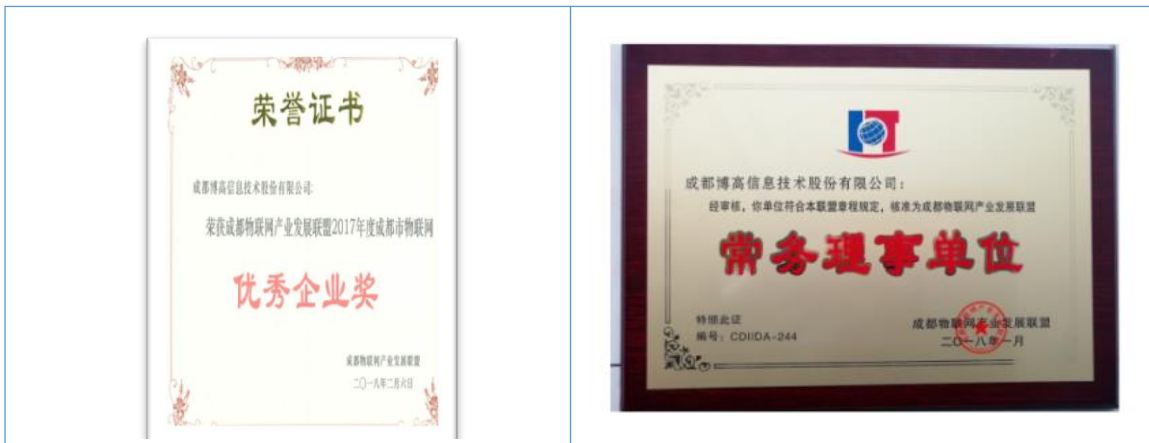 荣誉证书
成都博高信息技术股份有限公司:
荣获成都物联网产业发展联盟2017年度成都市物联网
优秀企业奖
成都物联网产业发展联盟
二〇一八年二月六日
成都博高信息技术股份有限公司：
经审核，你单位符合本联盟章程规定，核准为成都物联网产业发展联盟
常务理事单位
特颁此证
编号：CDIIDA-244
成都物联网产业发展联盟
二〇一八年一月